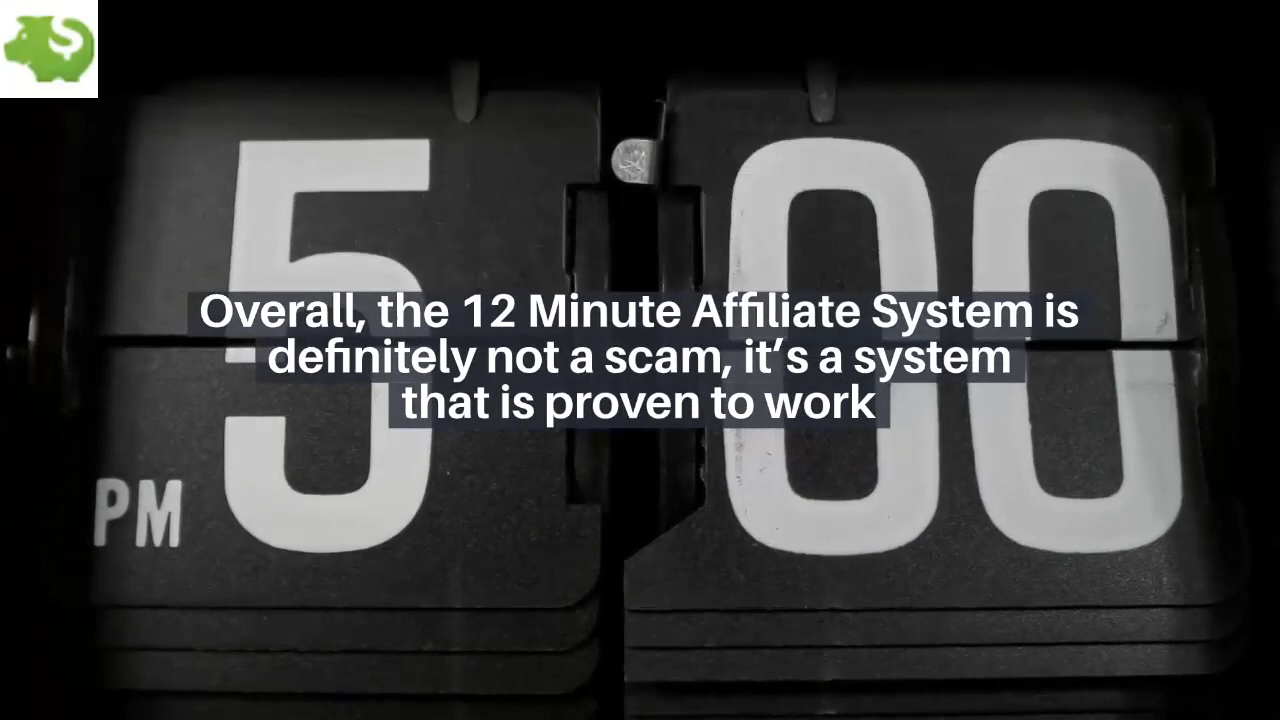 5 00
Overall, the 12 Minute Affiliate System is
definitely not a scam, it’s a system
that is proven to work
PM
$